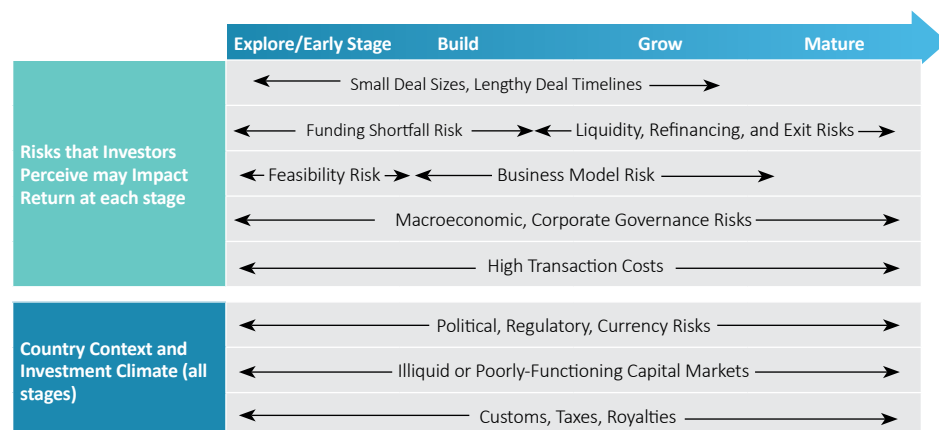 Explore/Early Stage Build Grow Mature
Risks that Investors
Perceive may Impact
Return at each stage
Small Deal Sizes, Lengthy Deal Timelines
Funding Shortfall Risk Liquidity, Refinancing, and Exit Risks
Feasibility Risk Business Model Risk
Macroeconomic, Corporate Governance Risks
High Transaction Costs
Country Context and
Investment Climate (all
stages)
Political, Regulatory, Currency Risks
Illiquid or Poorly-Functioning Capital Markets
Customs, Taxes, Royalties